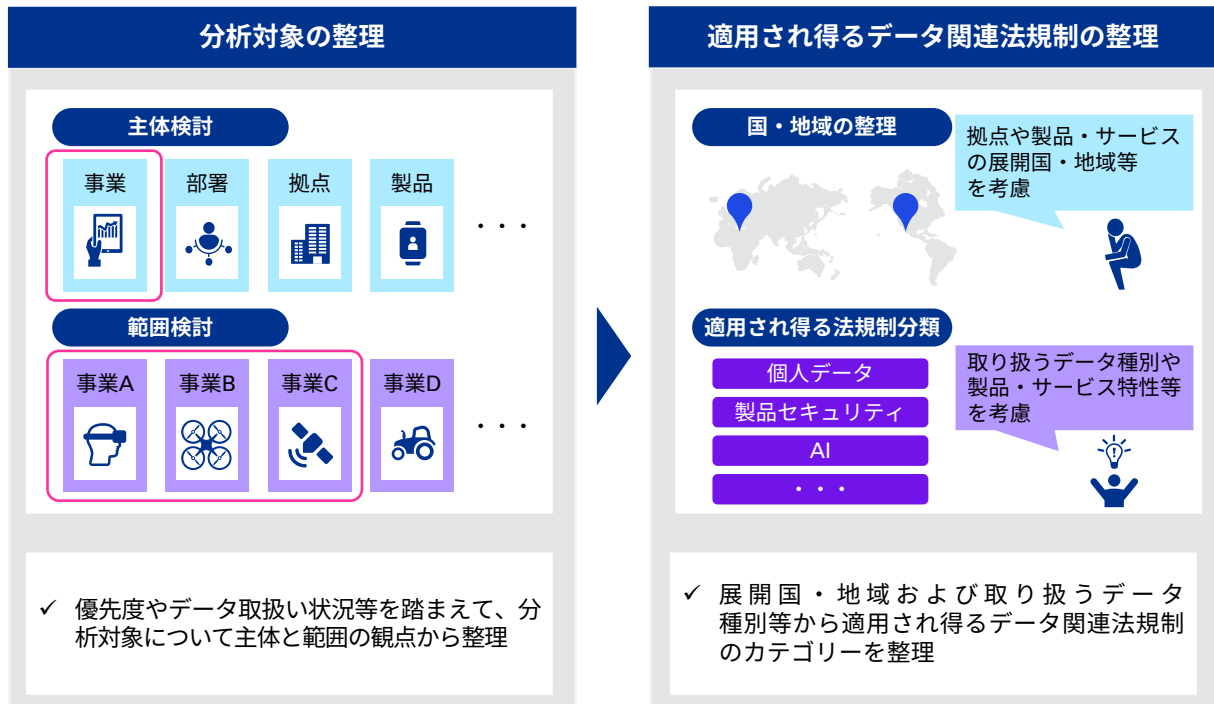 分析対象の整理
主体検討
事業
部署
拠点
製品
・・・
範囲検討
事業A
事業B
事業C
事業D
・・・
✓ 優先度やデータ取扱い状況等を踏まえて、分
析対象について主体と範囲の観点から整理
適用され得るデータ関連法規制の整理
国・地域の整理
拠点や製品・サービス
の展開国・地域等
を考慮
適用され得る法規制分類
個人データ
製品セキュリティ
AI
・・・
取り扱うデータ種別や
製品・サービス特性等
を考慮
✓ 展開国・地域および取り扱うデータ
種別等から適用され得るデータ関連法規制
のカテゴリーを整理